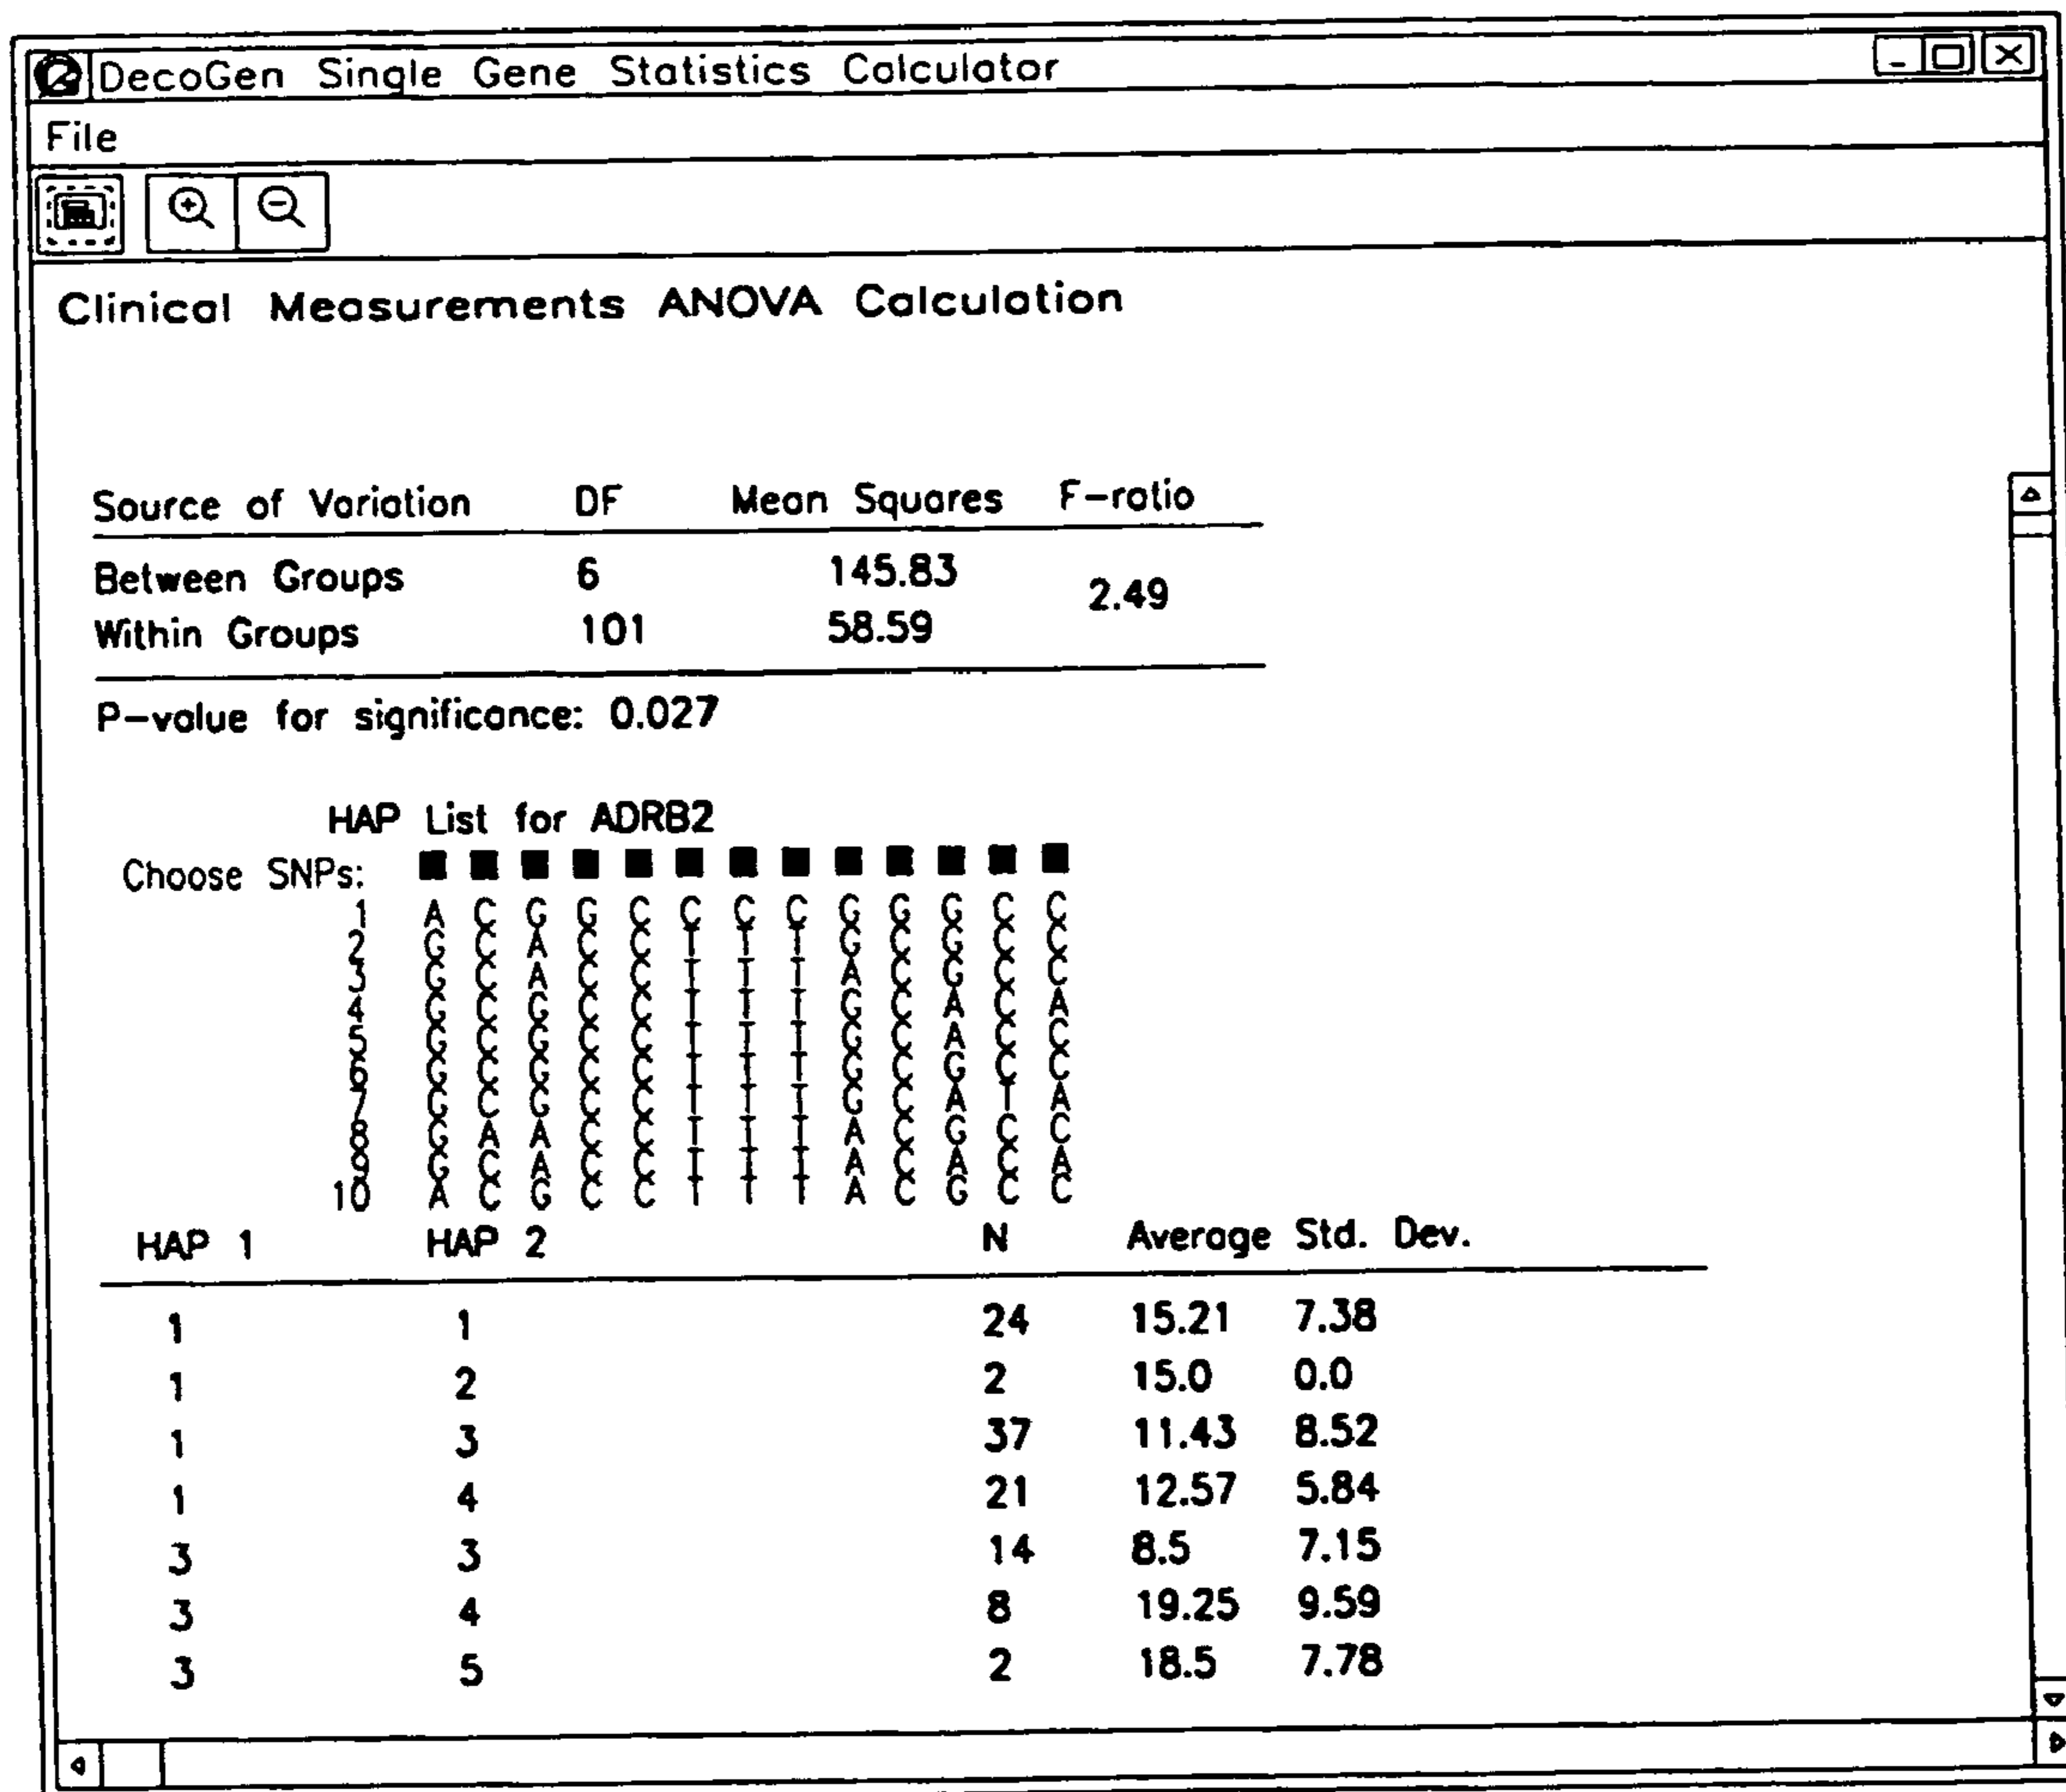 DecoGen Single Gene Statistics Calculator
File
Clinical Measurements ANOVA Calculation
Source of Variation DF Mean Squares F-ratio
Between Groups 6 145.83
2.49
Within Groups 101 58.59
P-value for significance: 0.027
HAP List for ADRB2
Choose SNPs:
1 A C G G C C C C G G G C C
2 G C A C C T T T G C G C C
3 G C A C C T T T A C G C C
4 G C G C C T T T G C A C A
5 G C G C C T T T G C A C C
6 G C G C C T T T G C G C C
7 G C G C C T T T G C A T A
8 G A A C C T T T A C G C C
9 G C A C C T T T A C A C A
10 A C G C C T T T A C G C C
HAP 1 HAP 2 N Average Std. Dev.
1 1 24 15.21 7.38
1 2 2 15.0 0.0
1 3 37 11.43 8.52
1 4 21 12.57 5.84
3 3 14 8.5 7.15
3 4 8 19.25 9.59
3 5 2 18.5 7.78